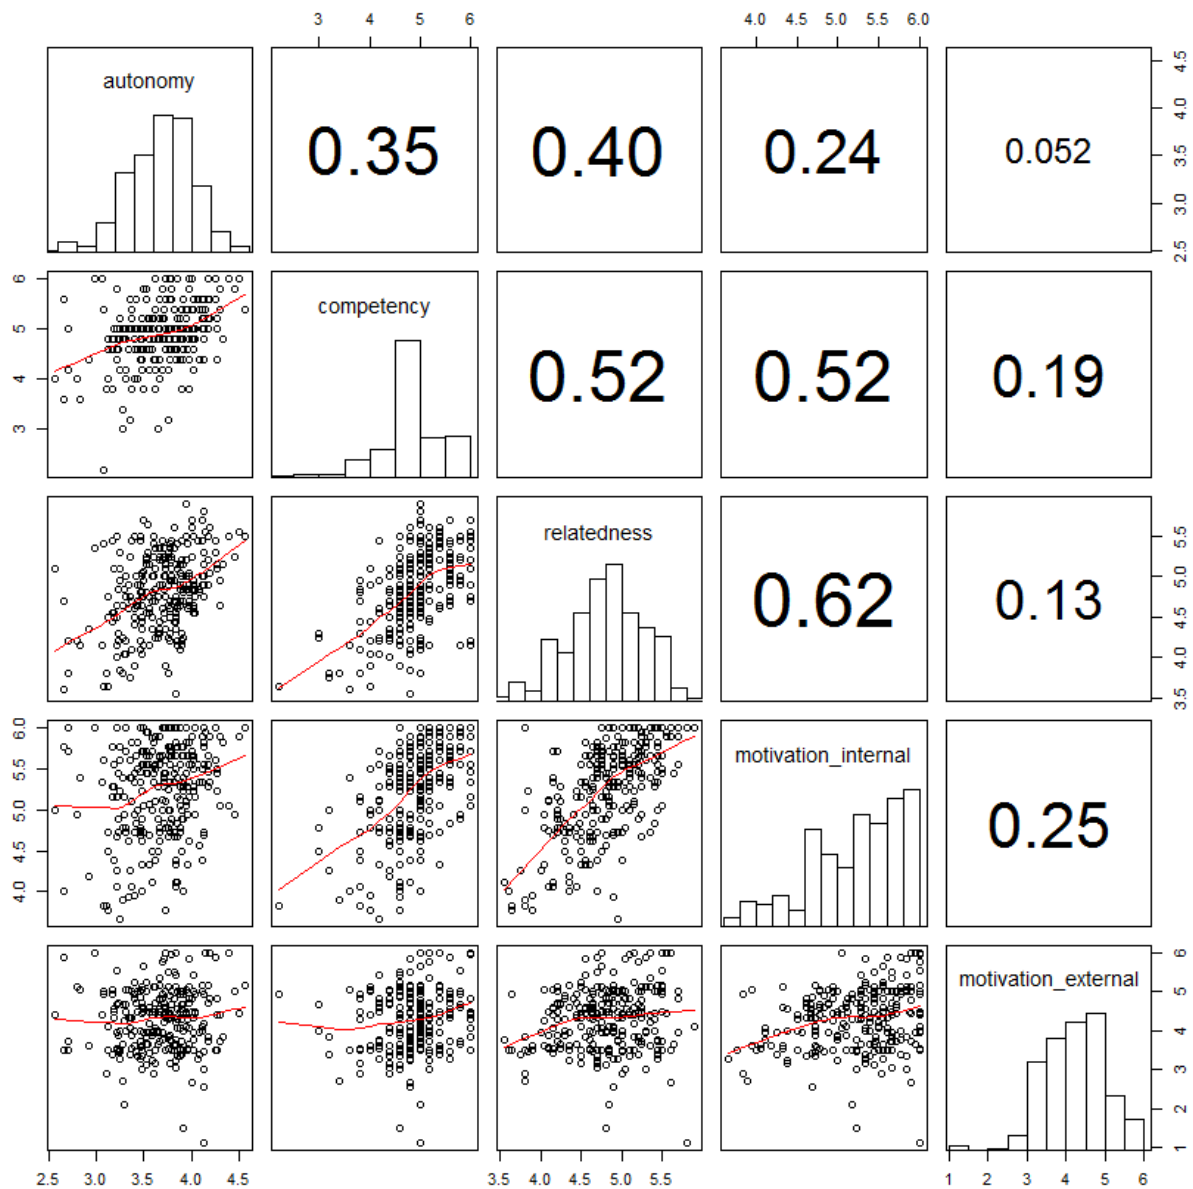 3 4 5 6
4.0 4.5 5.0 5.5 6.0
autonomy
0.35
0.40
0.24
0.052
2.5 3.0 3.5 4.0 4.5
3 4 5 6
competency
0.52
0.52
0.19
relatedness
0.62
0.13
3.5 4.0 4.5 5.0 5.5
4.0 4.5 5.0 5.5 6.0
motivation_internal
0.25
motivation_external
1 2 3 4 5 6
2.5 3.0 3.5 4.0 4.5
3.5 4.0 4.5 5.0 5.5
1 2 3 4 5 6